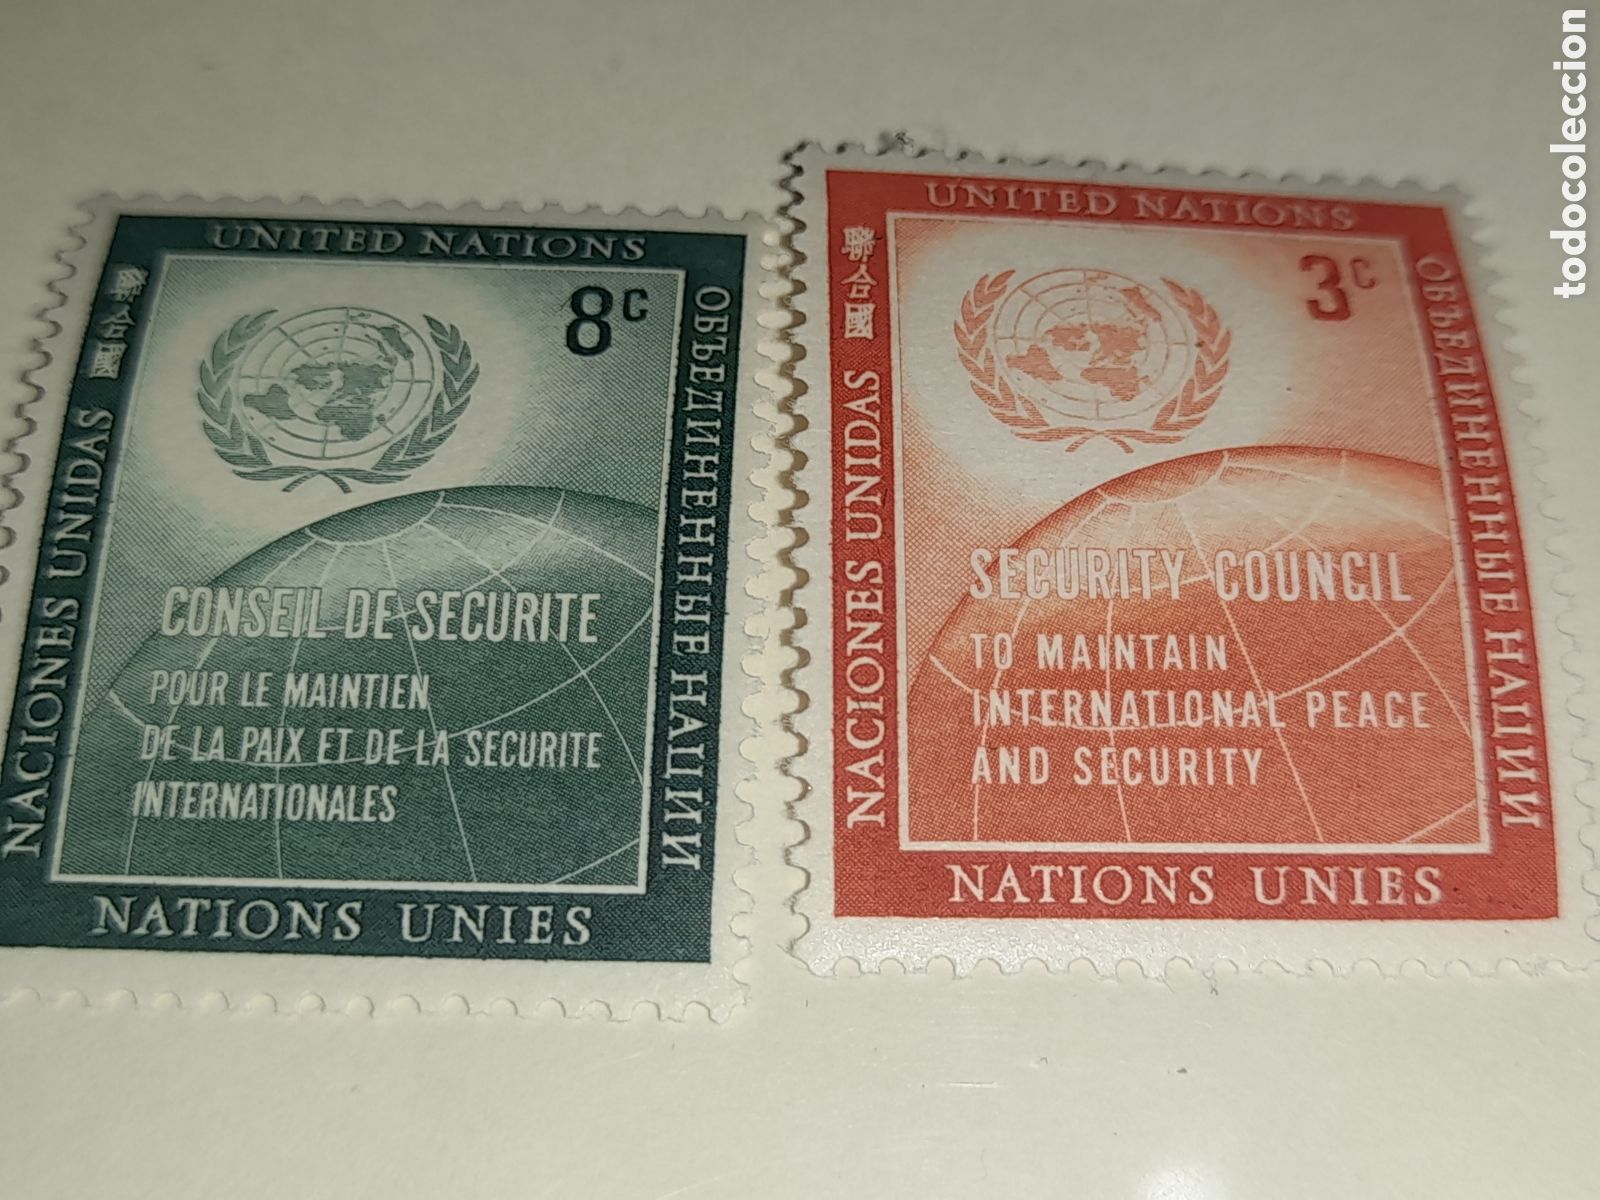 UNITED NATIONS
8c
聯合國
NACIONES UNIDAS
ОБЪЕДИНЕННЫЕ НАЦИИ
CONSEIL DE SECURITE
POUR LE MAINTIEN
DE LA PAIX ET DE LA SECURITE
INTERNATIONALES
NATIONS UNIES
UNITED NATIONS
3c
聯合國
NACIONES UNIDAS
ОБЪЕДИНЕННЫЕ НАЦИИ
SECURITY COUNCIL
TO MAINTAIN
INTERNATIONAL PEACE
AND SECURITY
NATIONS UNIES
todocoleccion